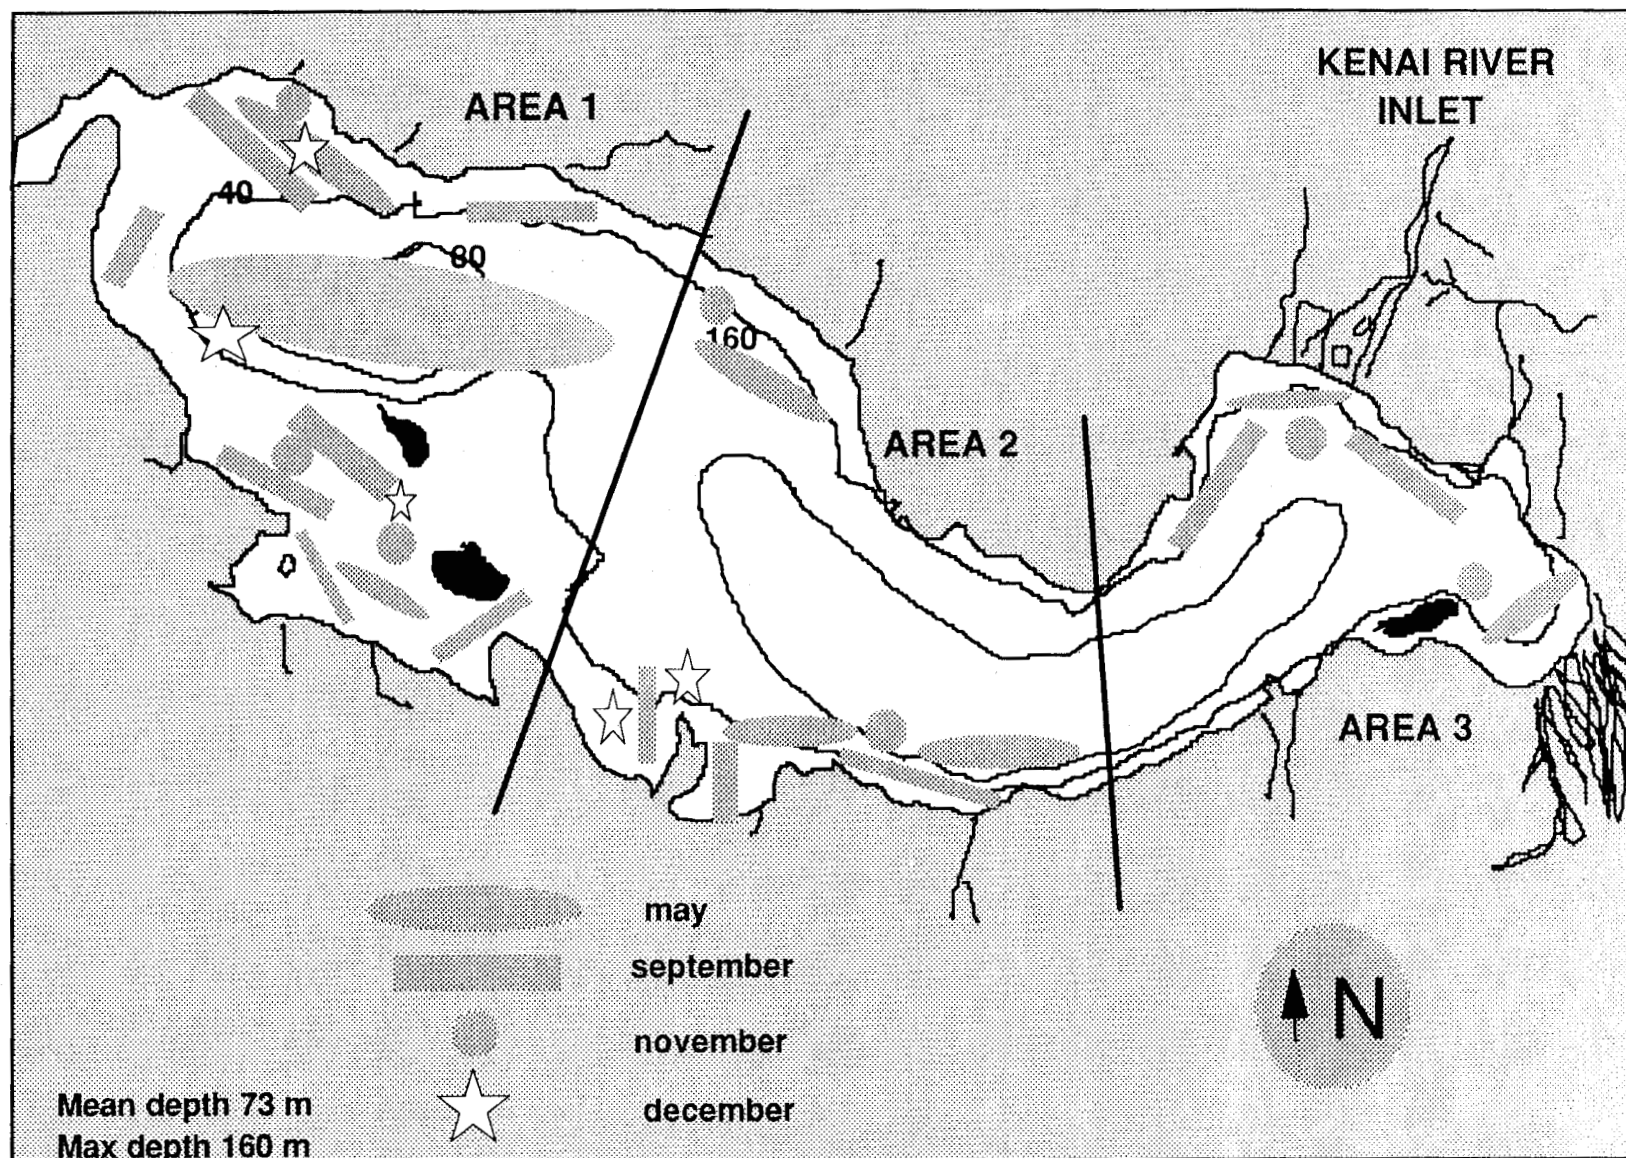 KENAI RIVER
INLET
AREA 1
40
80
160
AREA 2
AREA 3
may
september
november
december
N
Mean depth 73 m
Max depth 160 m